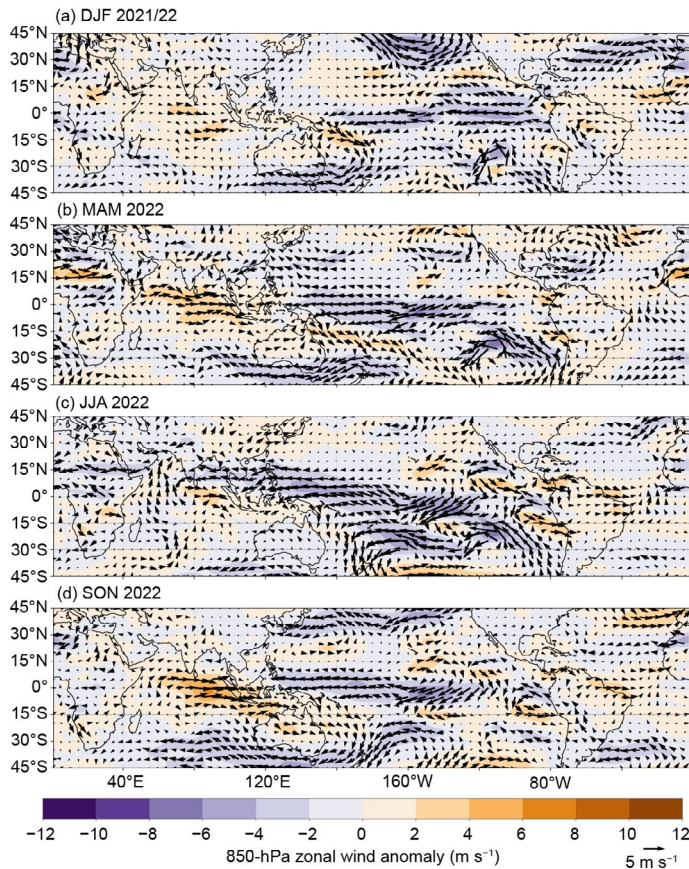 (a) DJF 2021/22
45°N
30°N
15°N
0°
15°S
30°S
45°S
(b) MAM 2022
45°N
30°N
15°N
0°
15°S
30°S
45°S
(c) JJA 2022
45°N
30°N
15°N
0°
15°S
30°S
45°S
(d) SON 2022
45°N
30°N
15°N
0°
15°S
30°S
45°S
40°E 120°E 160°W 80°W
−12 −10 −8 −6 −4 −2 0 2 4 6 8 10 12
850-hPa zonal wind anomaly (m s⁻¹) 5 m s⁻¹